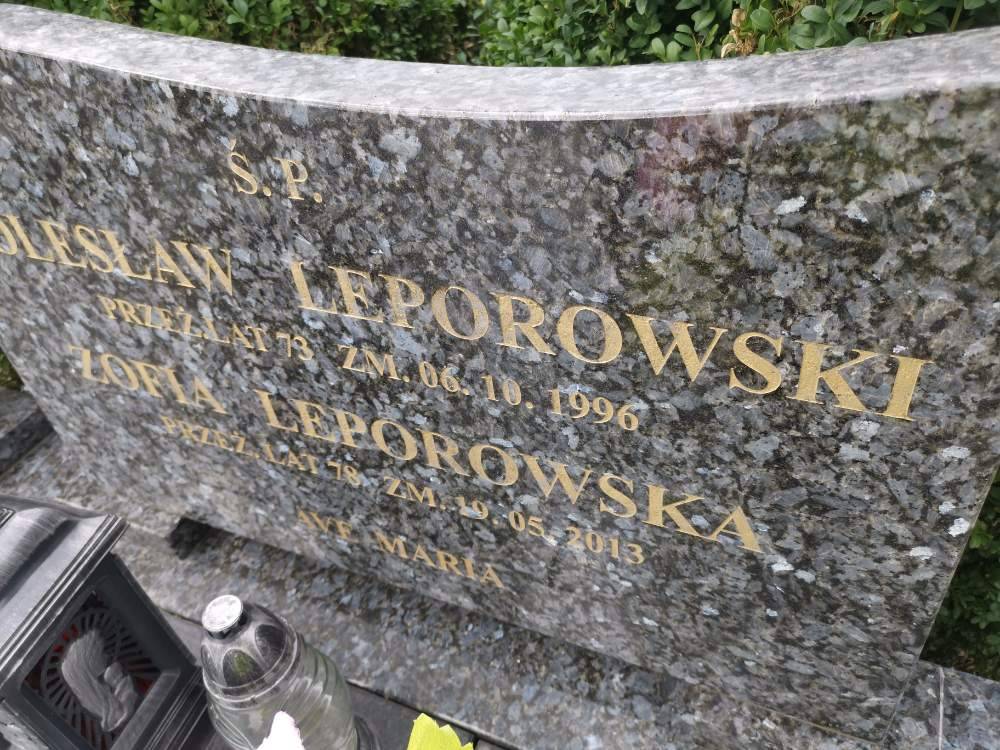 Ś.P.
OLESŁAW LEPOROWSKI
PRZEŻ.LAT 73 ZM. 06. 10. 1996
ZOFIA LEPOROWSKA
PRZEŻ.LAT 78 ZM. 19. 05. 2013
AVE MARIA